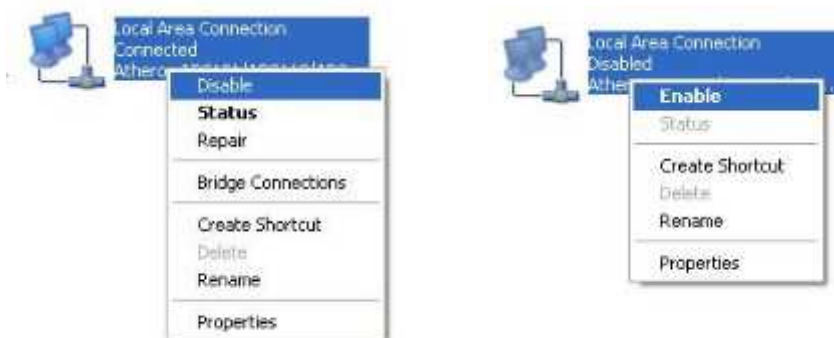 Local Area Connection
Connected
Disable
Status
Repair
Bridge Connections
Create Shortcut
Delete
Rename
Properties
Local Area Connection
Disabled
Enable
Status
Create Shortcut
Delete
Rename
Properties